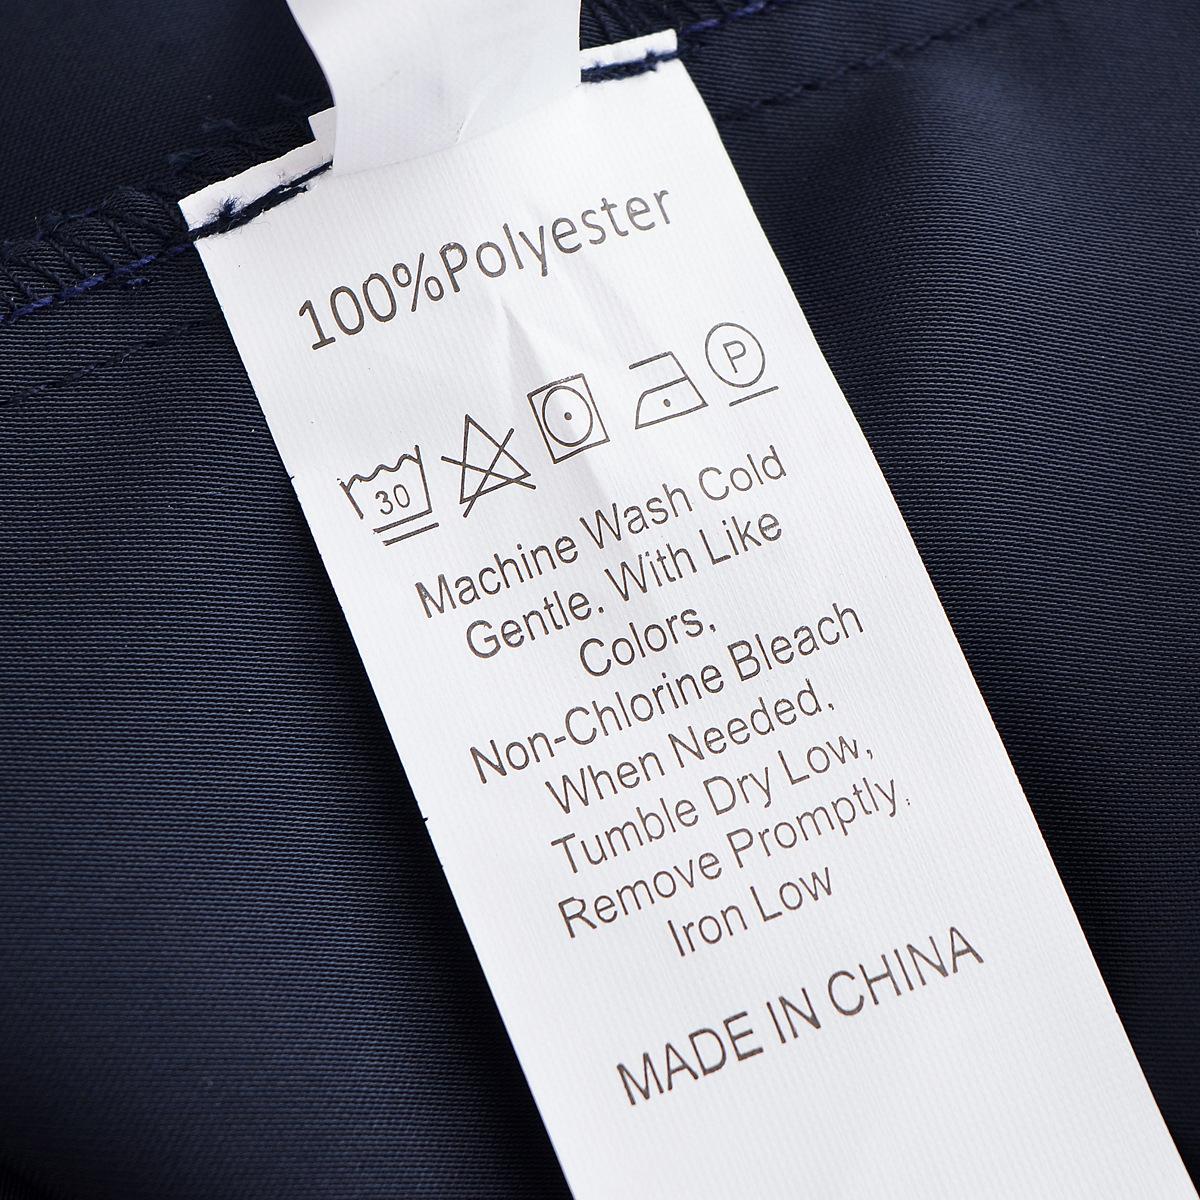 100%Polyester
30 P
Machine Wash Cold
Gentle. With Like
Colors,
Non-Chlorine Bleach
When Needed,
Tumble Dry Low,
Remove Promptly;
Iron Low
MADE IN CHINA